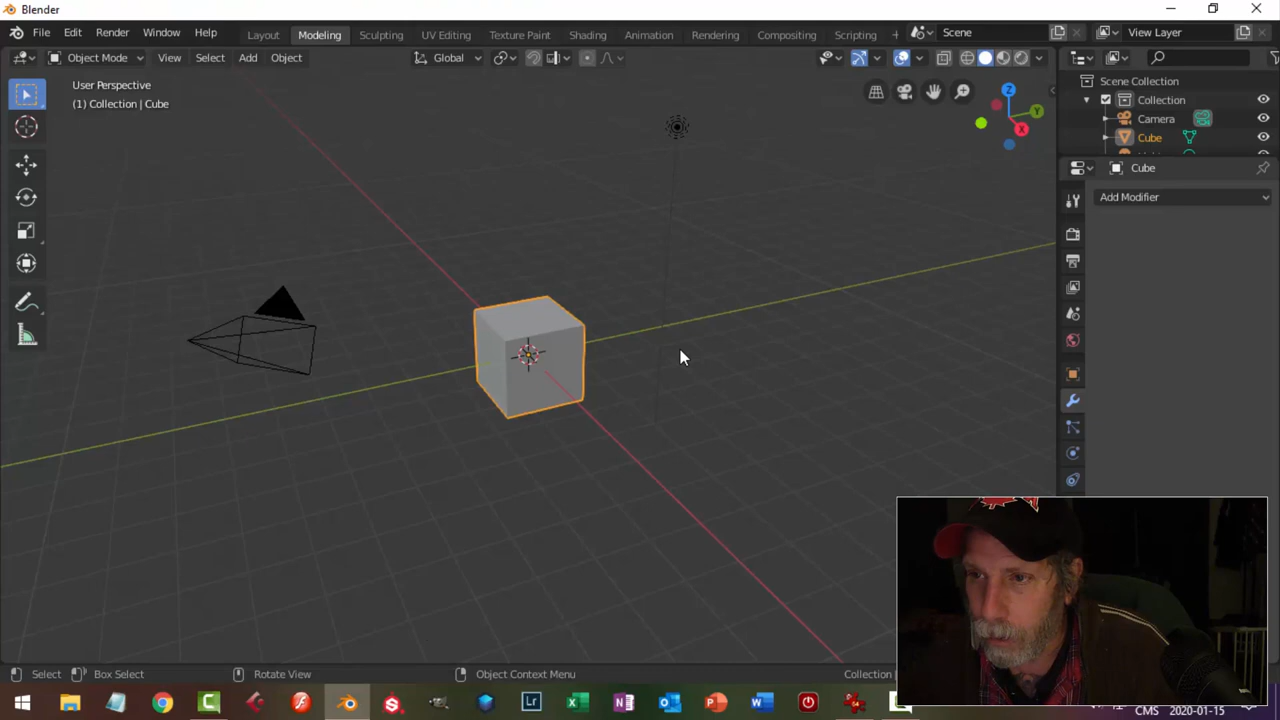 Blender
File Edit Render Window Help Layout Modeling Sculpting UV Editing Texture Paint Shading Animation Rendering Compositing Scripting + Scene View Layer
Object Mode View Select Add Object Global
User Perspective
(1) Collection | Cube
Z
Y
X
Scene Collection
Collection
Camera
Cube
Cube
Add Modifier
Select Box Select Rotate View Object Context Menu Collection
Lr
CMS 2020-01-15